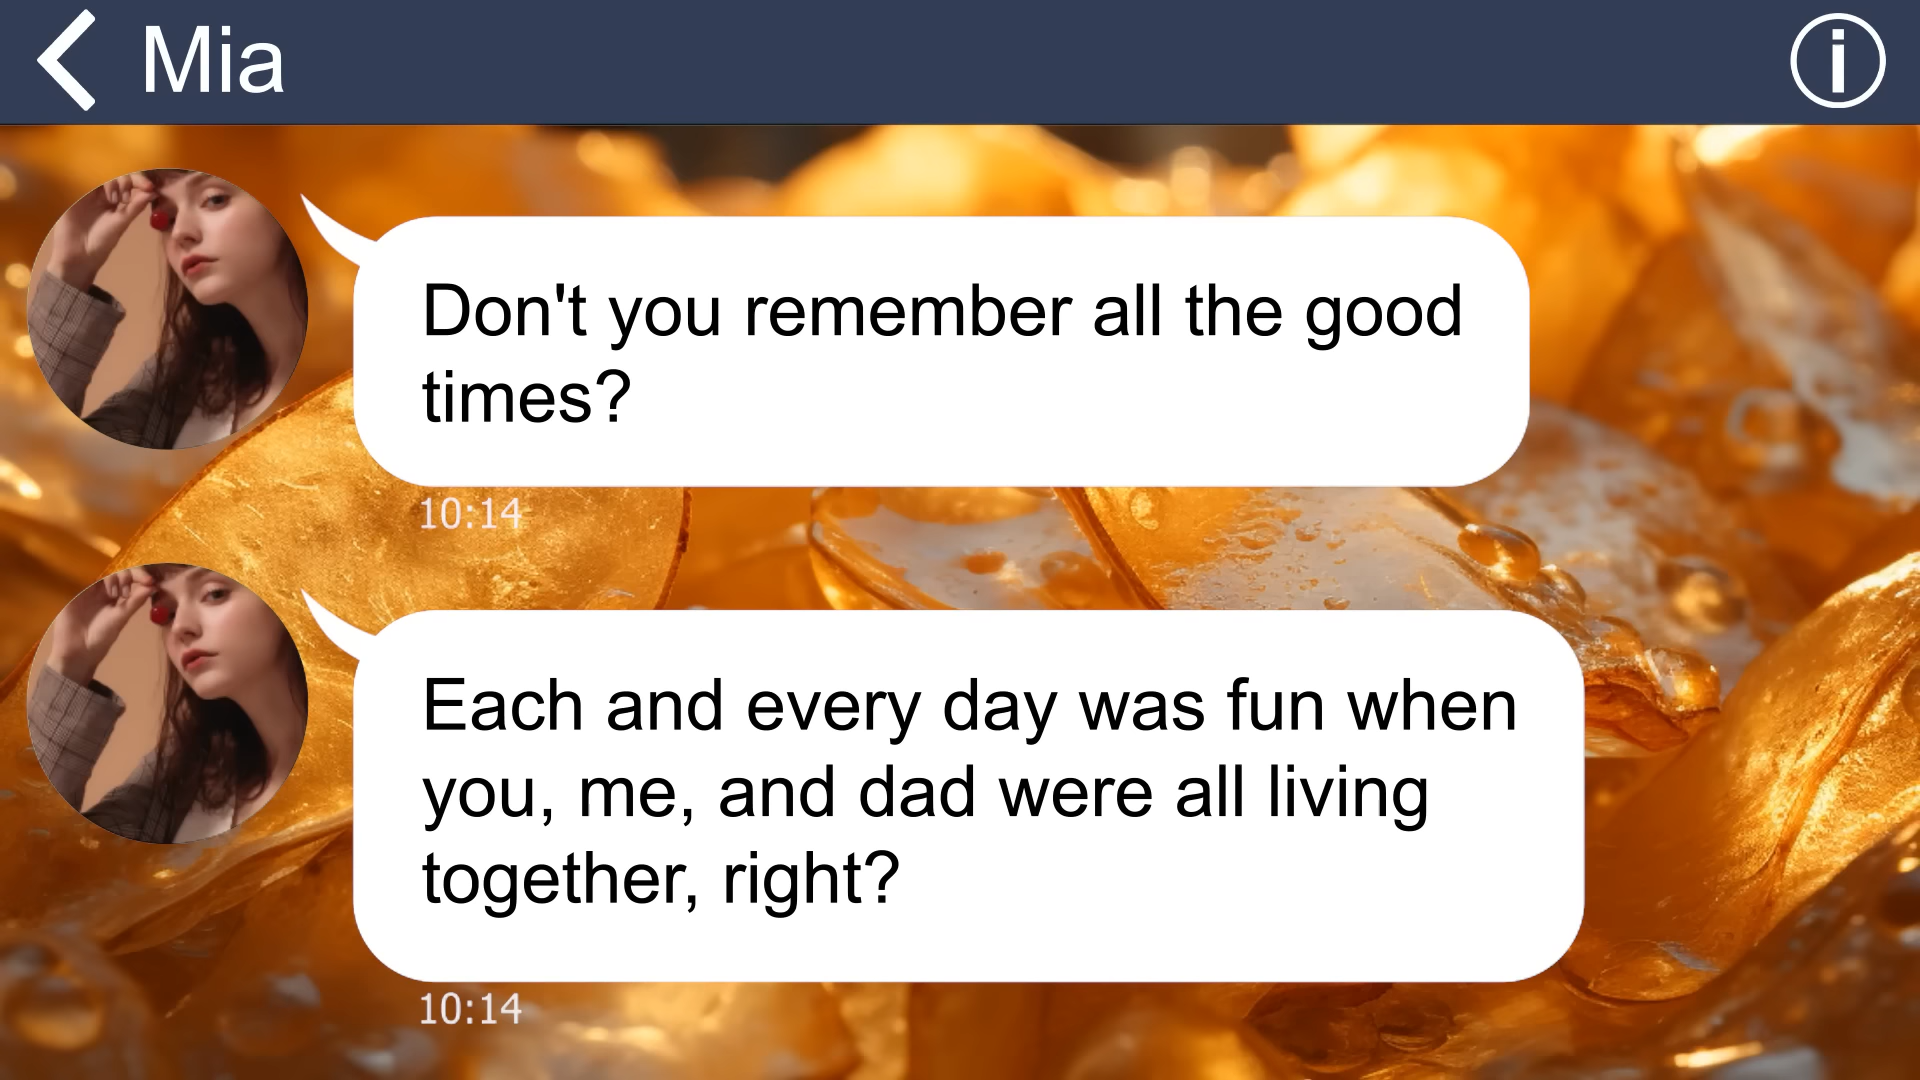 Mia
Don't you remember all the good
times?
10:14
Each and every day was fun when
you, me, and dad were all living
together, right?
10:14